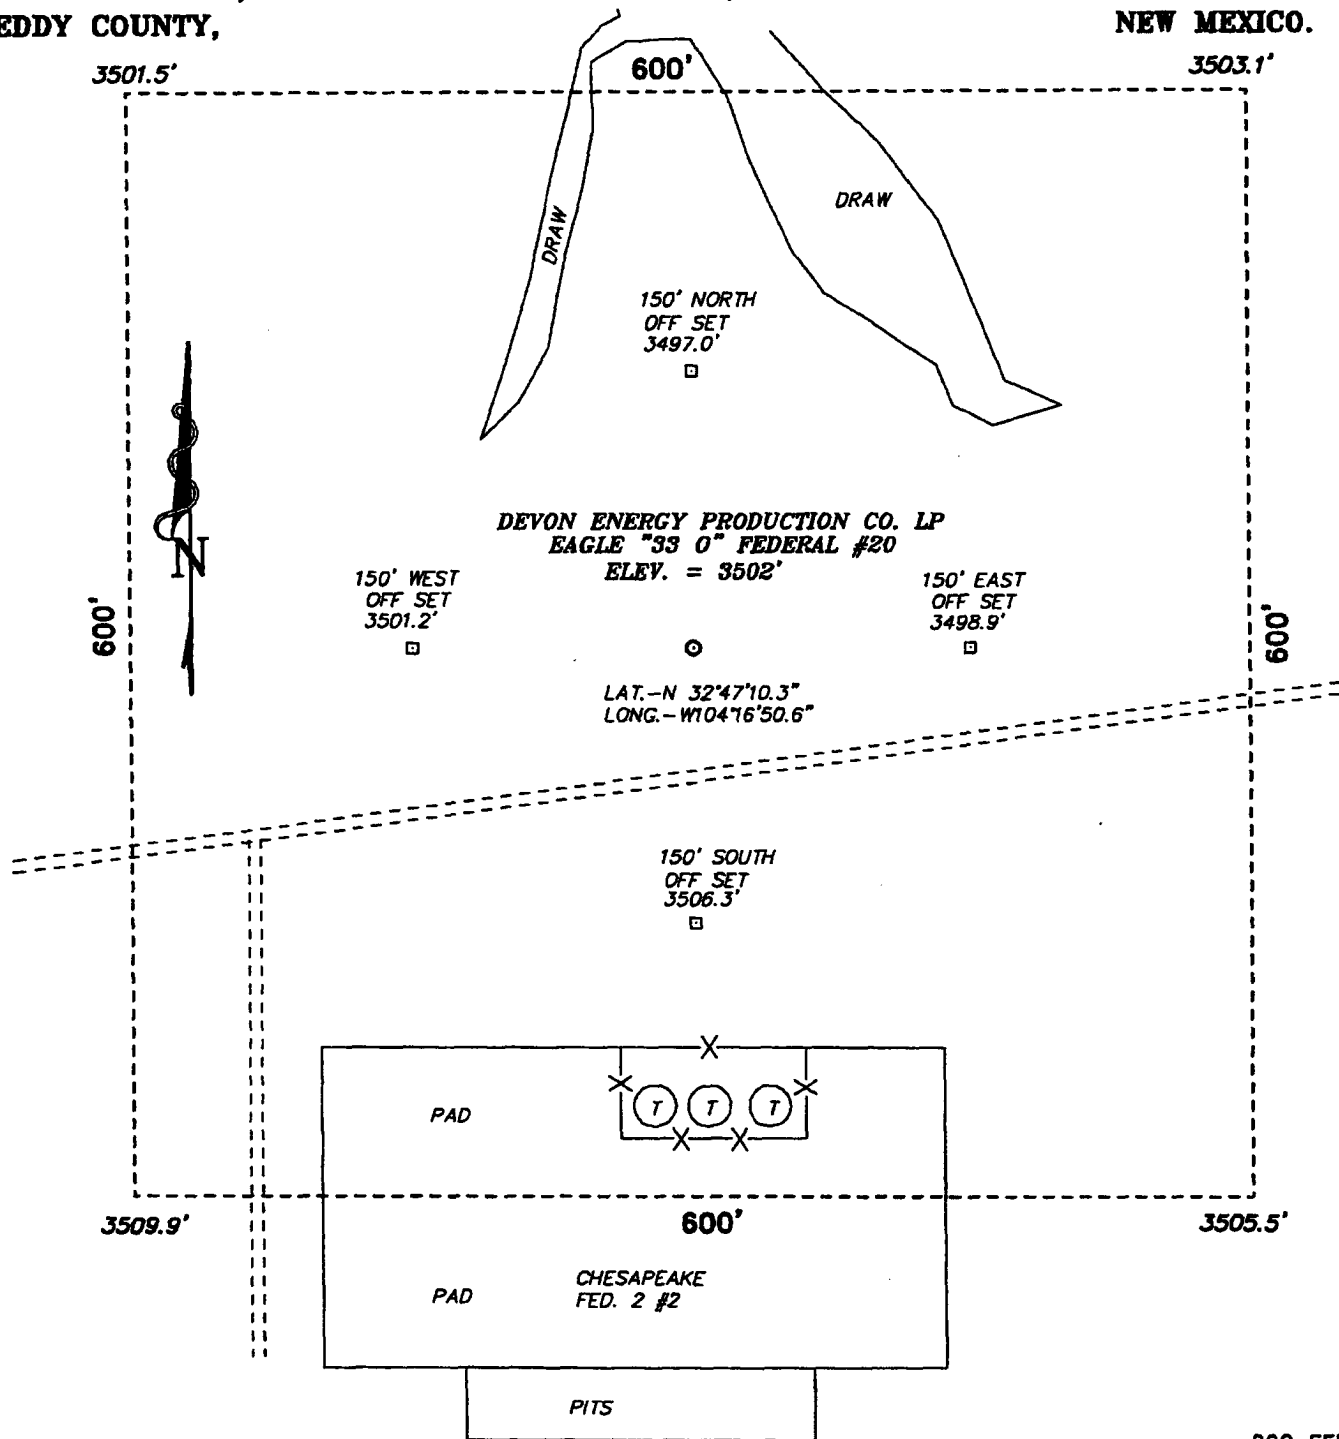 EDDY COUNTY,
NEW MEXICO.
3501.5'
600'
3503.1'
DRAW
DRAW
150' NORTH
OFF SET
3497.0'
N
DEVON ENERGY PRODUCTION CO. LP
EAGLE "33 O" FEDERAL #20
ELEV. = 3502'
150' WEST
OFF SET
3501.2'
150' EAST
OFF SET
3498.9'
600'
600'
LAT.-N 32°47'10.3"
LONG.-W104°16'50.6"
150' SOUTH
OFF SET
3506.3'
PAD
T
T
T
3509.9'
600'
3505.5'
PAD
CHESAPEAKE
FED. 2 #2
PITS